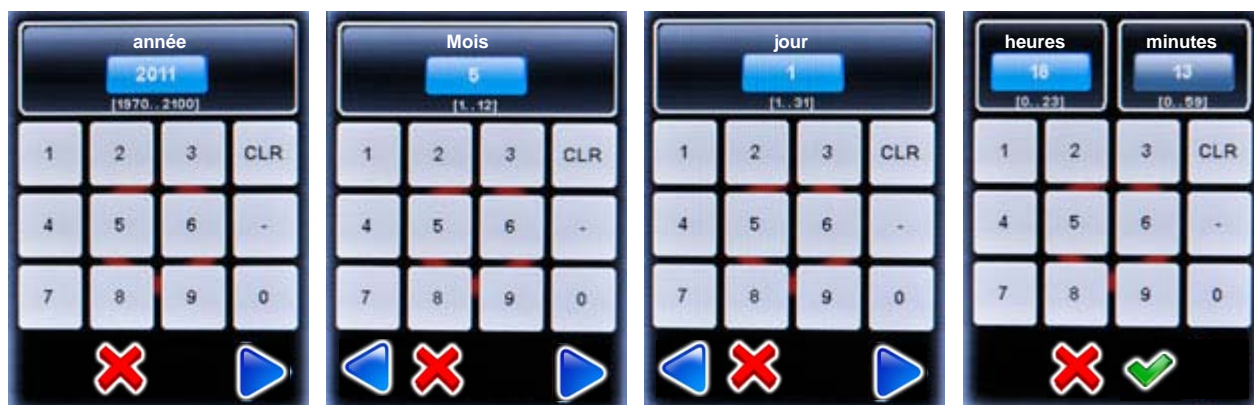 année
2011
[1970..2100]
1 2 3 CLR
4 5 6 -
7 8 9 0
Mois
5
[1..12]
1 2 3 CLR
4 5 6 -
7 8 9 0
jour
1
[1..31]
1 2 3 CLR
4 5 6 -
7 8 9 0
heures minutes
16 13
[0..23] [0..59]
1 2 3 CLR
4 5 6 -
7 8 9 0